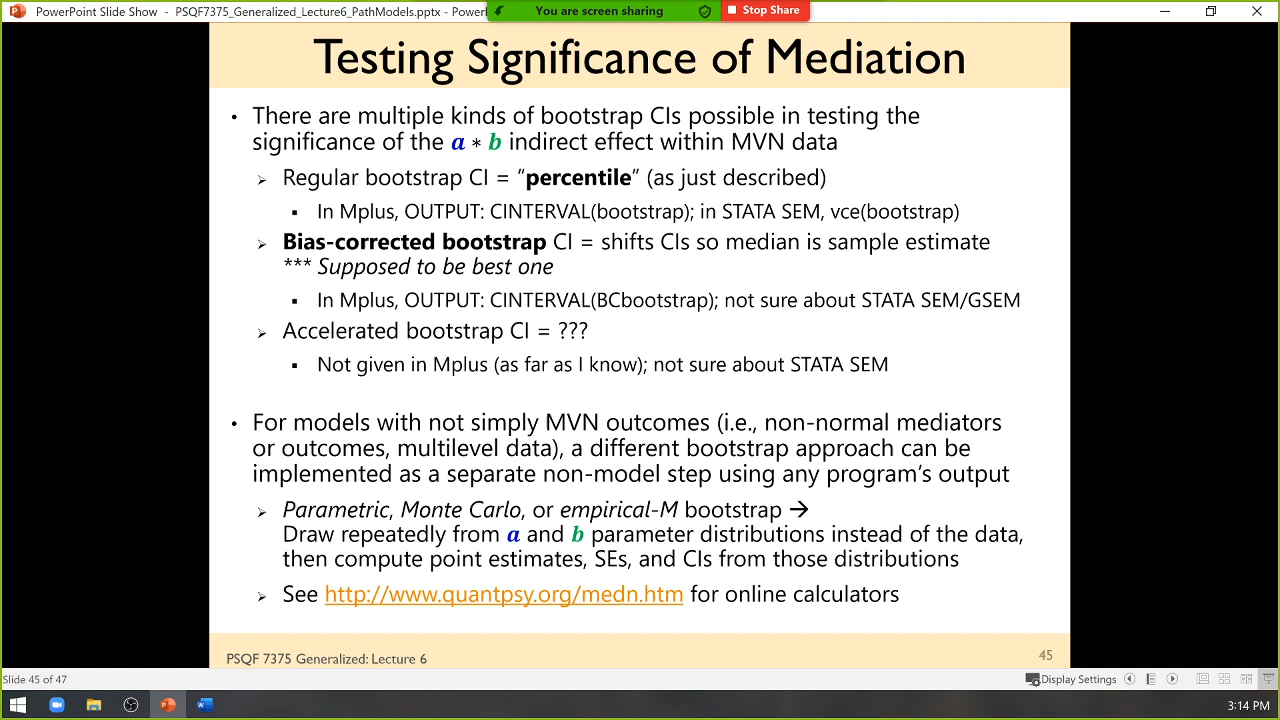 PowerPoint Slide Show - PSQF7375_Generalized_Lecture6_PathModels.pptx - Powerl
You are screen sharing
Stop Share
Testing Significance of Mediation
• There are multiple kinds of bootstrap CIs possible in testing the
significance of the a * b indirect effect within MVN data
➢ Regular bootstrap CI = “percentile” (as just described)
▪ In Mplus, OUTPUT: CINTERVAL(bootstrap); in STATA SEM, vce(bootstrap)
➢ Bias-corrected bootstrap CI = shifts CIs so median is sample estimate
*** Supposed to be best one
▪ In Mplus, OUTPUT: CINTERVAL(BCbootstrap); not sure about STATA SEM/GSEM
➢ Accelerated bootstrap CI = ???
▪ Not given in Mplus (as far as I know); not sure about STATA SEM
• For models with not simply MVN outcomes (i.e., non-normal mediators
or outcomes, multilevel data), a different bootstrap approach can be
implemented as a separate non-model step using any program’s output
➢ Parametric, Monte Carlo, or empirical-M bootstrap →
Draw repeatedly from a and b parameter distributions instead of the data,
then compute point estimates, SEs, and CIs from those distributions
➢ See http://www.quantpsy.org/medn.htm for online calculators
PSQF 7375 Generalized: Lecture 6
45
Slide 45 of 47
Display Settings
3:14 PM